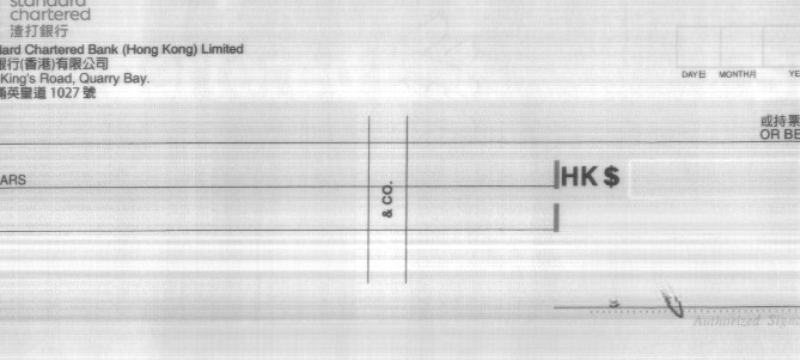 standard
chartered
渣打銀行
ard Chartered Bank (Hong Kong) Limited
銀行(香港)有限公司
King's Road, Quarry Bay.
英皇道 1027 號
DAY日 MONTH月 YE
或持票
OR BE
ARS
HK $
& CO.
Authorized Sign